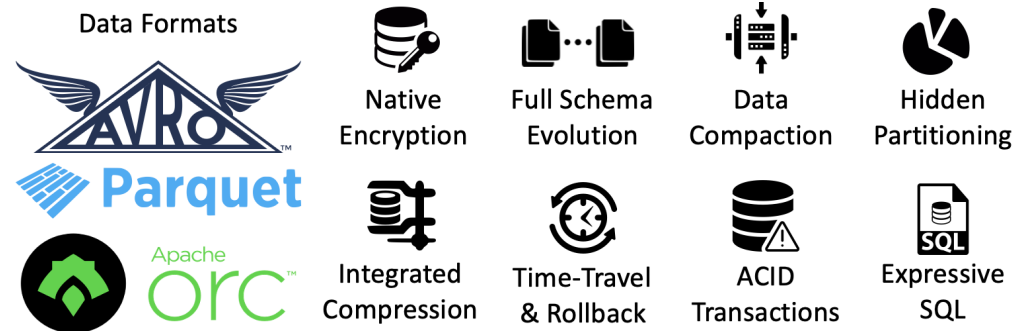 Data Formats
AVRO
TM
Parquet
Apache
orc
TM
Native
Encryption
Full Schema
Evolution
Data
Compaction
Hidden
Partitioning
Integrated
Compression
Time-Travel
& Rollback
ACID
Transactions
SQL
Expressive
SQL